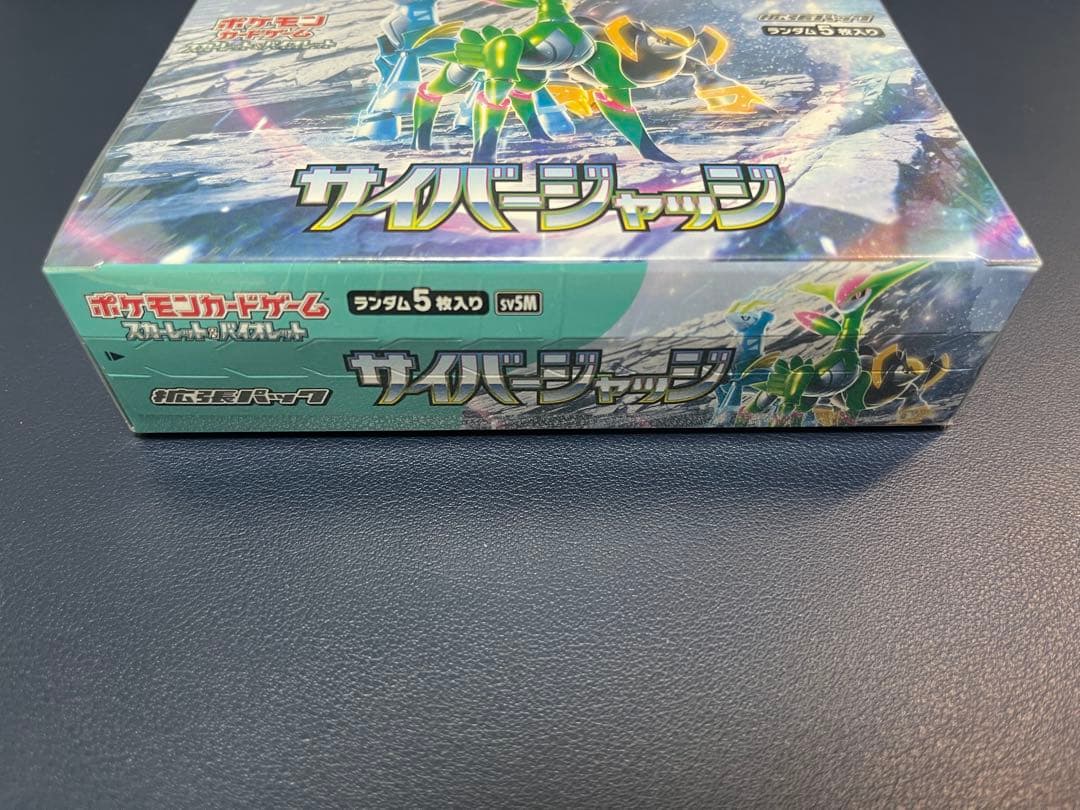 ポケモン
カードゲーム
スカーレット&バイオレット
拡張パック
ランダム5枚入り
サイバージャッジ
ポケモンカードゲーム
スカーレット&バイオレット
ランダム5枚入り
sv5M
サイバージャッジ
拡張パック